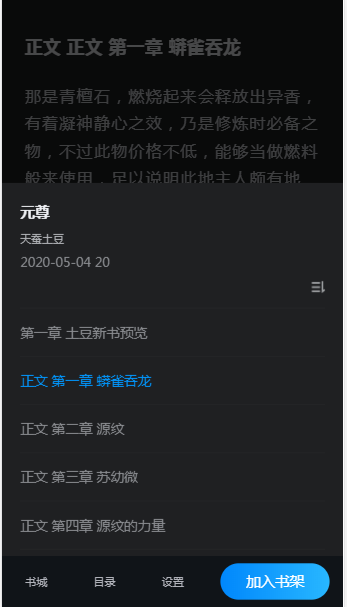 正文 正文 第一章 蟒雀吞龙
那是青檀石，燃烧起来会释放出异香，
有着凝神静心之效，乃是修炼时必备之
物，不过此物价格不低，能够当做燃料
般来使用，足以说明此地主人颇有地
元尊
天蚕土豆
2020-05-04 20
第一章 土豆新书预览
正文 第一章 蟒雀吞龙
正文 第二章 源纹
正文 第三章 苏幼微
正文 第四章 源纹的力量
书城 目录 设置 加入书架